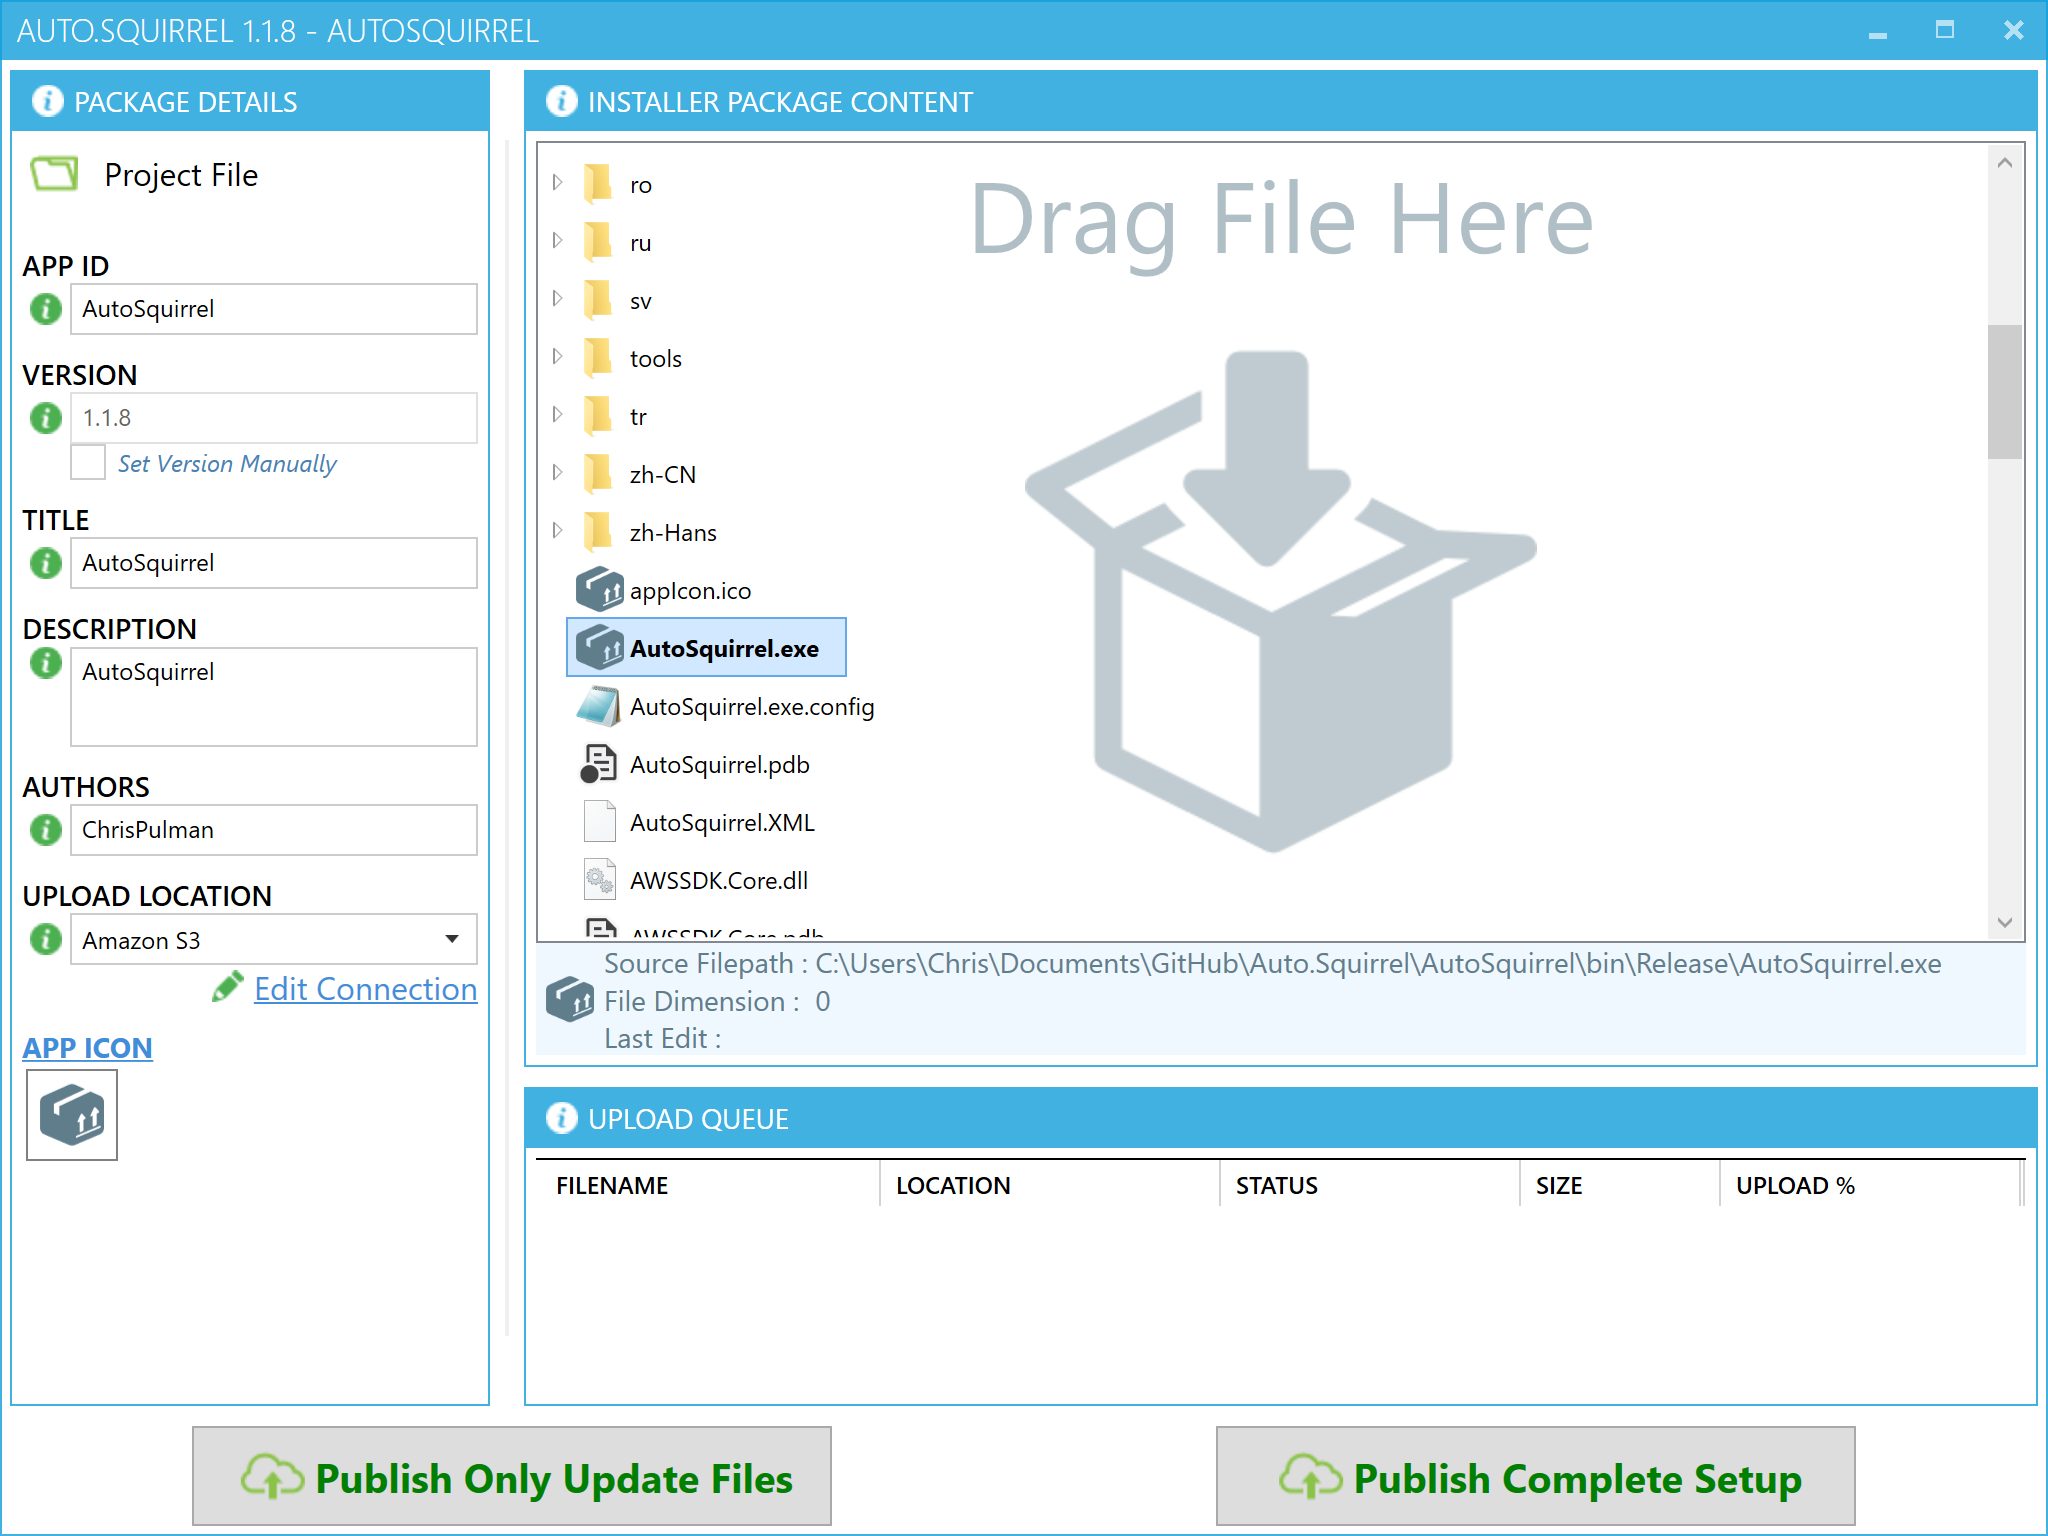 AUTO.SQUIRREL 1.1.8 - AUTOSQUIRREL
PACKAGE DETAILS
Project File
APP ID
AutoSquirrel
VERSION
1.1.8
Set Version Manually
TITLE
AutoSquirrel
DESCRIPTION
AutoSquirrel
AUTHORS
ChrisPulman
UPLOAD LOCATION
Amazon S3
Edit Connection
APP ICON
INSTALLER PACKAGE CONTENT
Drag File Here
ro
ru
sv
tools
tr
zh-CN
zh-Hans
appIcon.ico
AutoSquirrel.exe
AutoSquirrel.exe.config
AutoSquirrel.pdb
AutoSquirrel.XML
AWSSDK.Core.dll
AWSSDK.Core.pdb
Source Filepath : C:\Users\Chris\Documents\GitHub\Auto.Squirrel\AutoSquirrel\bin\Release\AutoSquirrel.exe
File Dimension : 0
Last Edit :
UPLOAD QUEUE
FILENAME LOCATION STATUS SIZE UPLOAD %
Publish Only Update Files
Publish Complete Setup